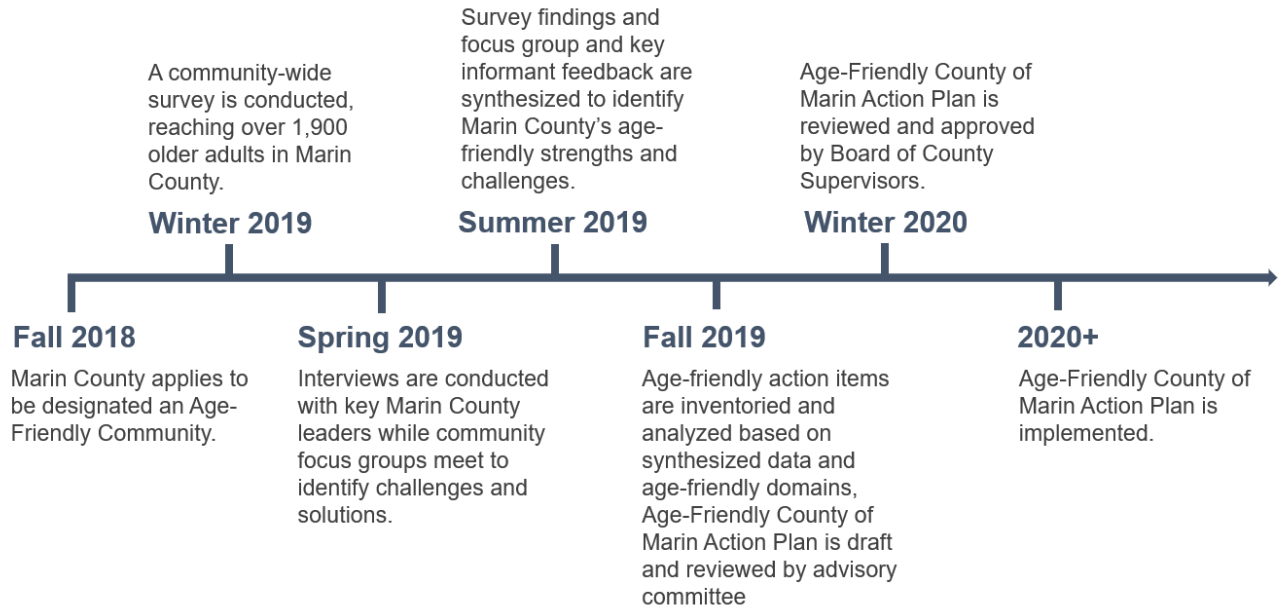 A community-wide
survey is conducted,
reaching over 1,900
older adults in Marin
County.
Winter 2019
Survey findings and
focus group and key
informant feedback are
synthesized to identify
Marin County's age-
friendly strengths and
challenges.
Summer 2019
Age-Friendly County of
Marin Action Plan is
reviewed and approved
by Board of County
Supervisors.
Winter 2020
Fall 2018
Marin County applies to
be designated an Age-
Friendly Community.
Spring 2019
Interviews are conducted
with key Marin County
leaders while community
focus groups meet to
identify challenges and
solutions.
Fall 2019
Age-friendly action items
are inventoried and
analyzed based on
synthesized data and
age-friendly domains,
Age-Friendly County of
Marin Action Plan is draft
and reviewed by advisory
committee
2020+
Age-Friendly County of
Marin Action Plan is
implemented.